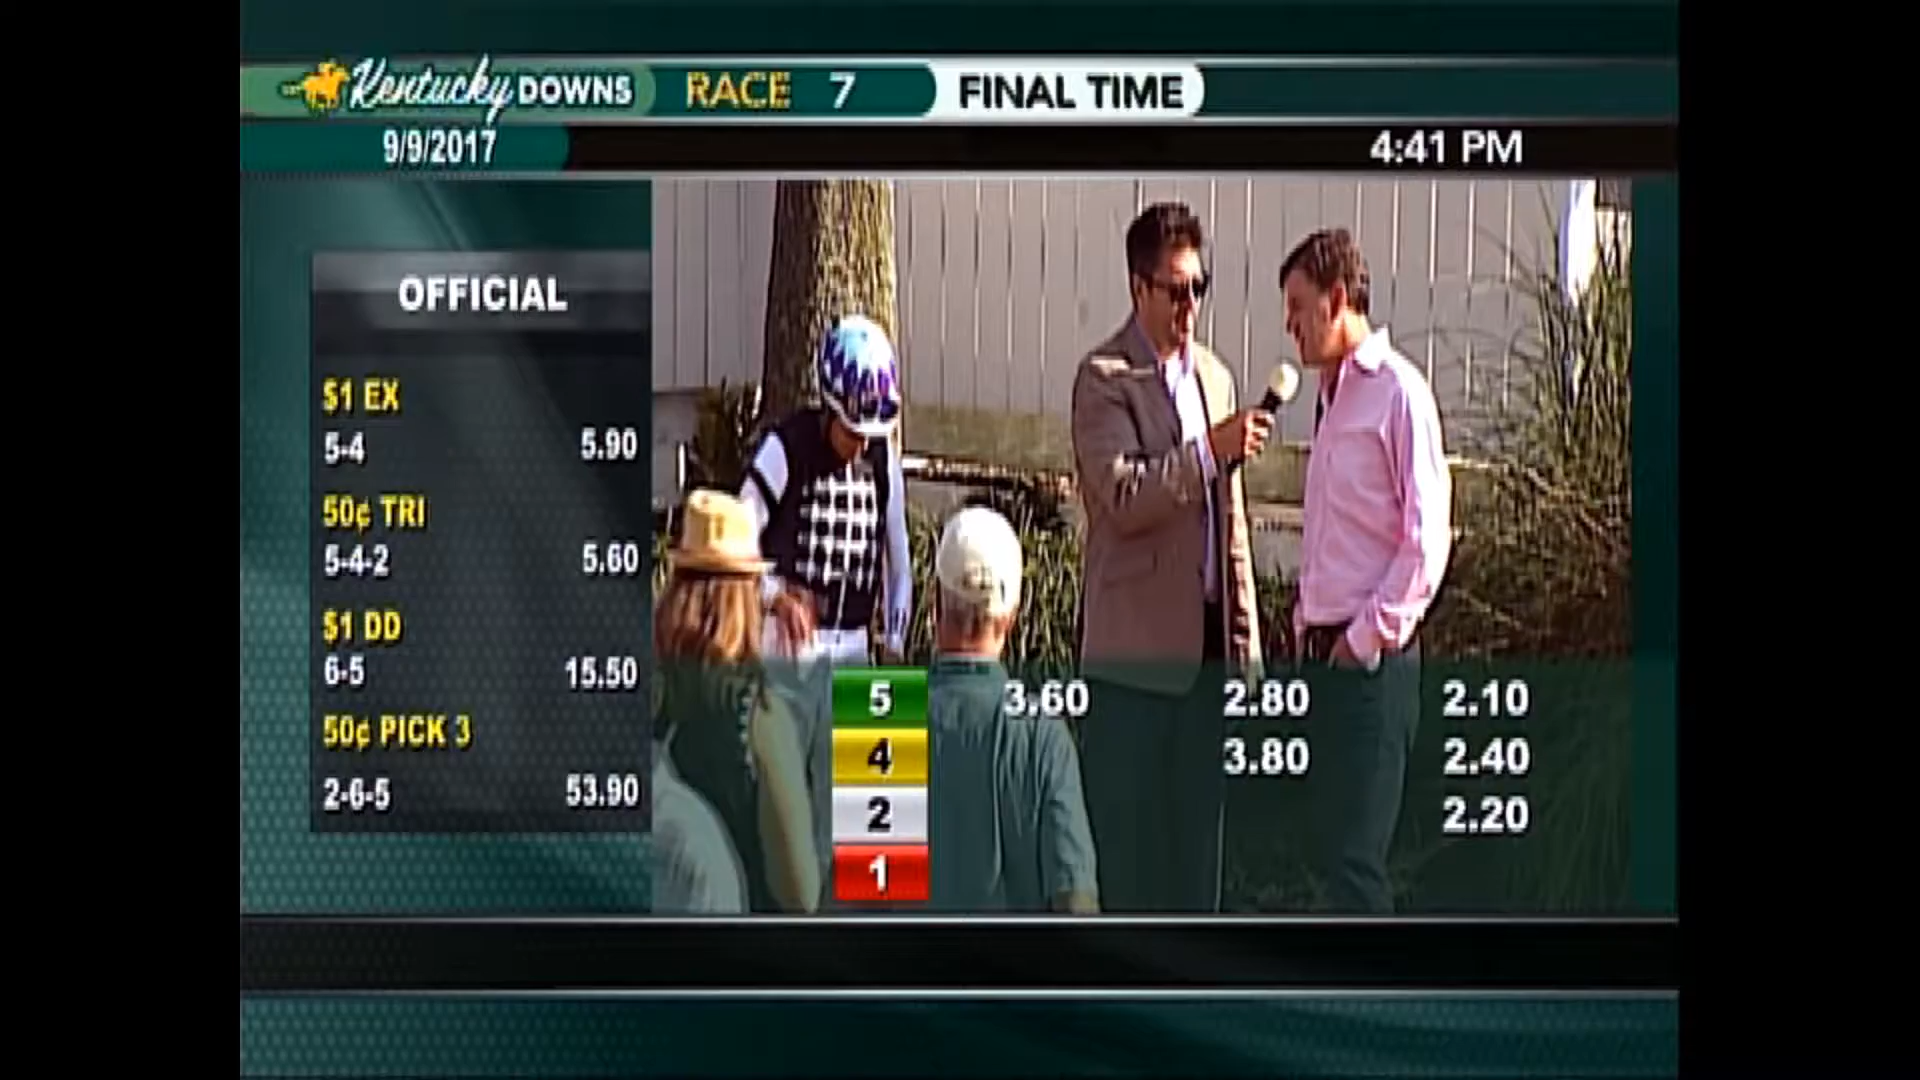 Kentucky DOWNS RACE 7 FINAL TIME
9/9/2017 4:41 PM
OFFICIAL
$1 EX
5-4 5.90
50¢ TRI
5-4-2 5.60
$1 DD
6-5 15.50
50¢ PICK 3
2-6-5 53.90
5 3.60 2.80 2.10
4 3.80 2.40
2 2.20
1